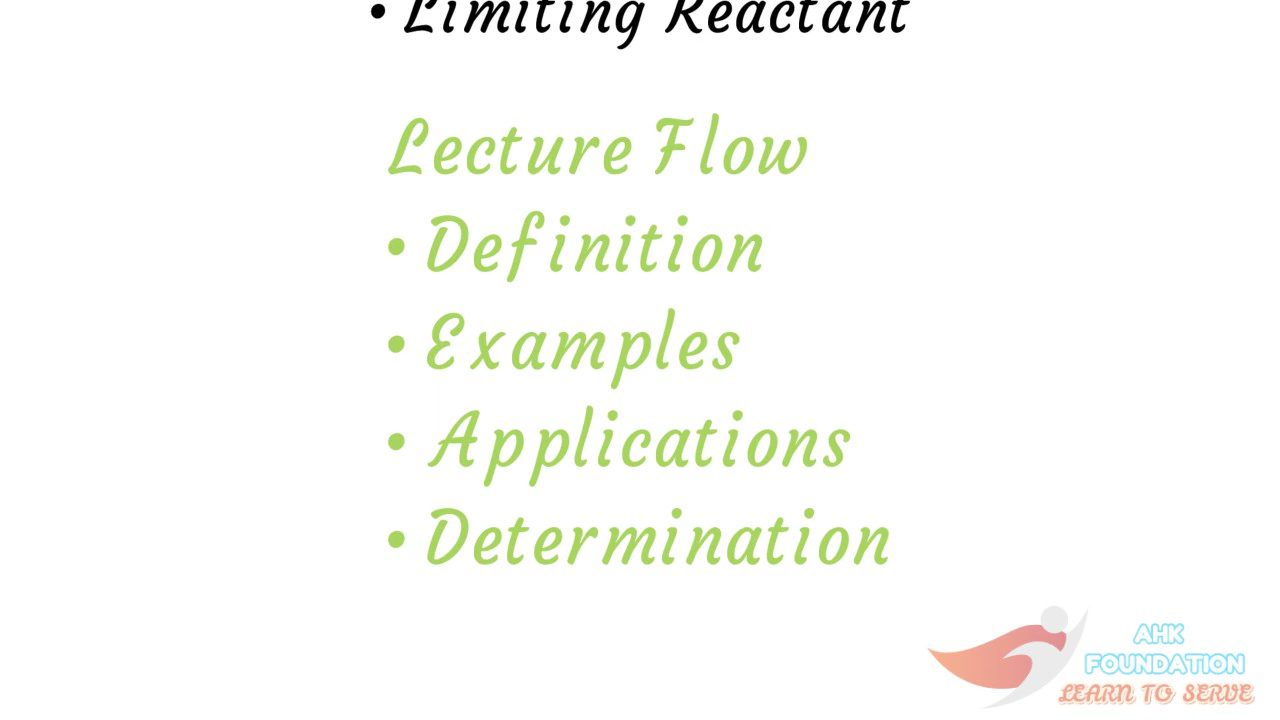 • Limiting Reactant
Lecture Flow
• Definition
• Examples
• Applications
• Determination
AHK
FOUNDATION
LEARN TO SERVE